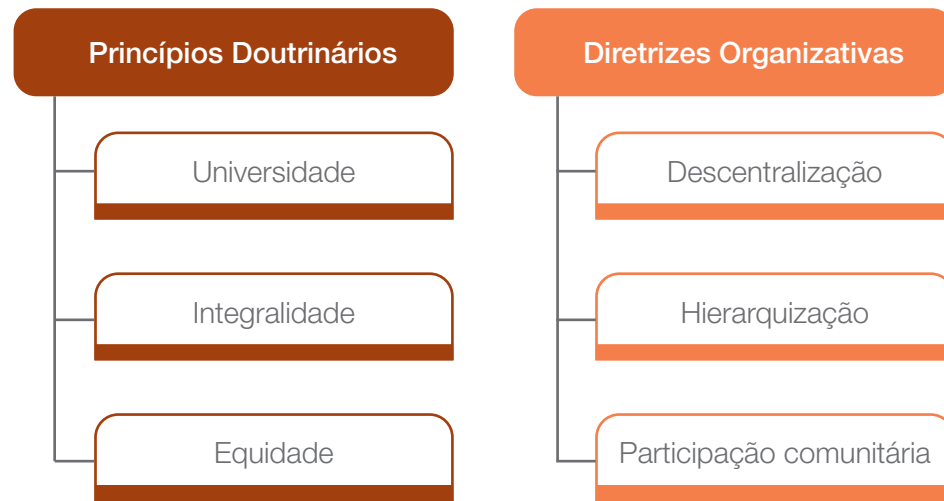 Princípios Doutrinários
Universidade
Integralidade
Equidade
Diretrizes Organizativas
Descentralização
Hierarquização
Participação comunitária